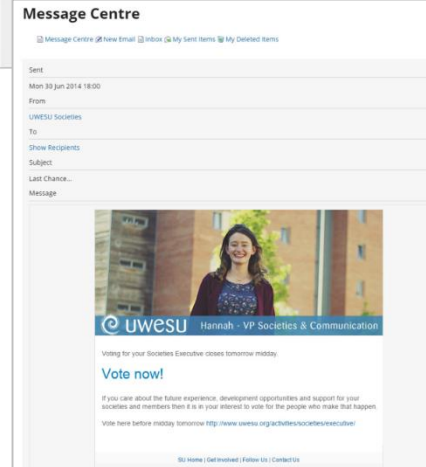 Message Centre
Message Centre New Email Inbox My Sent Items My Deleted Items
Sent
Mon 30 Jun 2014 18:00
From
UWESU Societies
To
Show Recipients
Subject
Last Chance...
Message
uwesu Hannah - VP Societies & Communication
Voting for your Societies Executive closes tomorrow midday.
Vote now!
If you care about the future experience, development opportunities and support for your
societies and members then it is in your interest to vote for the people who make that happen
Vote here before midday tomorrow http://www.uwesu.org/activities/societies/executive/
SU Home | Get Involved | Follow Us | Contact Us